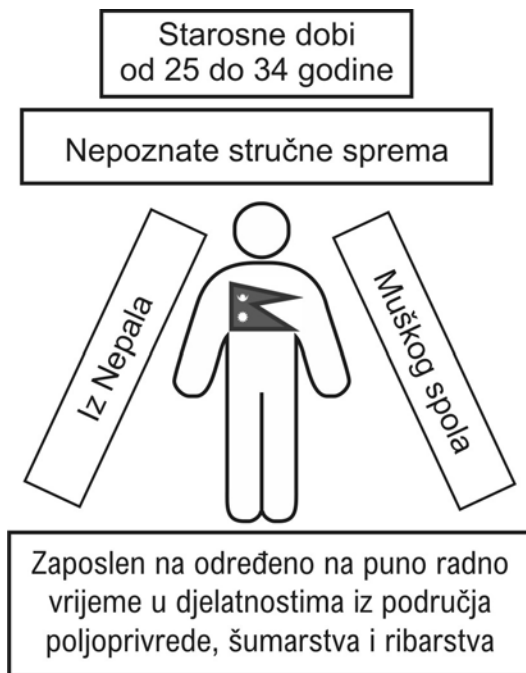 Starosne dobi
od 25 do 34 godine
Nepoznate stručne sprema
Iz Nepala
Muškog spola
Zaposlen na određeno na puno radno
vrijeme u djelatnostima iz područja
poljoprivrede, šumarstva i ribarstva